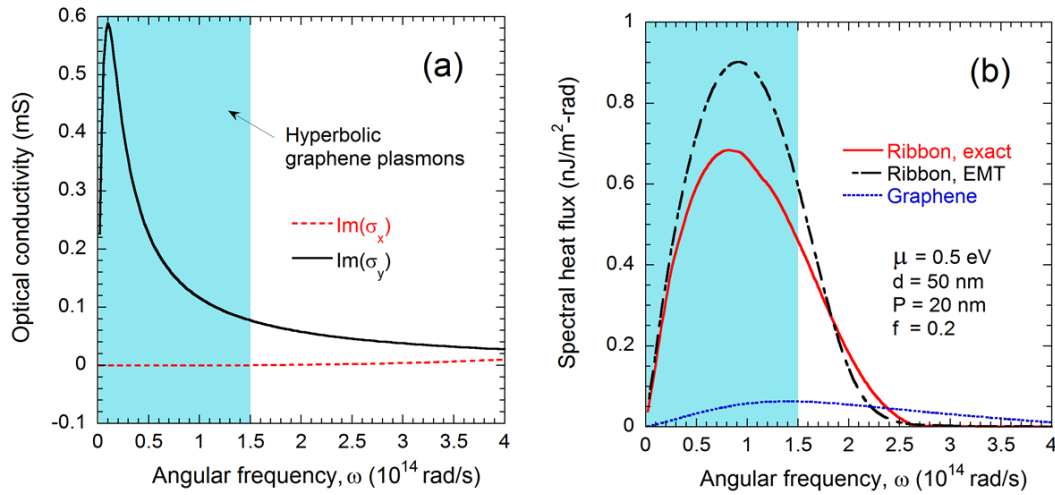 0.6
0.5
0.4
0.3
0.2
0.1
0
-0.1
Optical conductivity (mS)
(a)
Hyperbolic
graphene plasmons
Im(σx)
Im(σy)
0 0.5 1 1.5 2 2.5 3 3.5 4
Angular frequency, ω (10^14 rad/s)
1
0.8
0.6
0.4
0.2
0
Spectral heat flux (nJ/m²-rad)
(b)
Ribbon, exact
Ribbon, EMT
Graphene
μ = 0.5 eV
d = 50 nm
P = 20 nm
f = 0.2
0 0.5 1 1.5 2 2.5 3 3.5 4
Angular frequency, ω (10^14 rad/s)